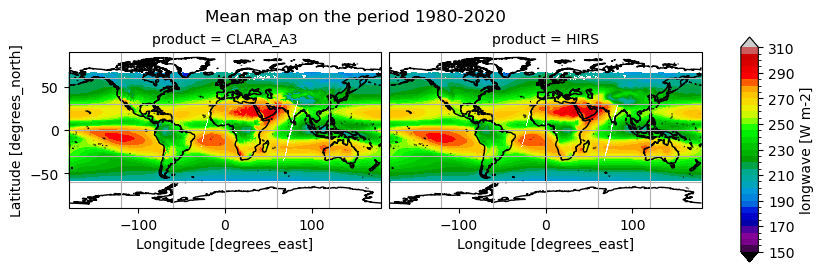 Mean map on the period 1980-2020
product = CLARA_A3
product = HIRS
Latitude [degrees_north]
50
0
−50
−100
0
100
−100
0
100
Longitude [degrees_east]
Longitude [degrees_east]
310
290
270
250
230
210
190
170
150
longwave [W m-2]